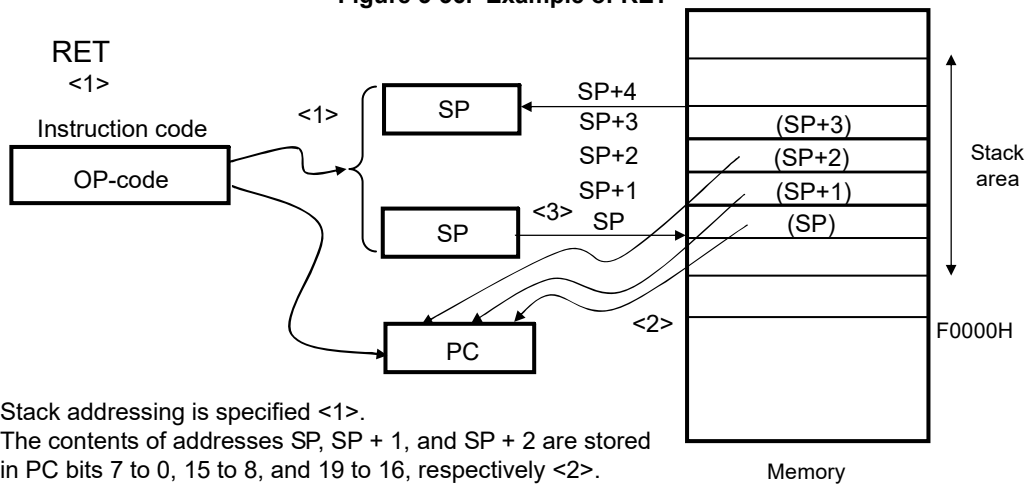 Figure 3-36. Example of RET
RET
<1>
Instruction code
OP-code
<1>
SP
SP
<3>
SP+4
SP+3
SP+2
SP+1
SP
(SP+3)
(SP+2)
(SP+1)
(SP)
Stack
area
<2>
F0000H
PC
Stack addressing is specified <1>.
The contents of addresses SP, SP + 1, and SP + 2 are stored
in PC bits 7 to 0, 15 to 8, and 19 to 16, respectively <2>.
Memory